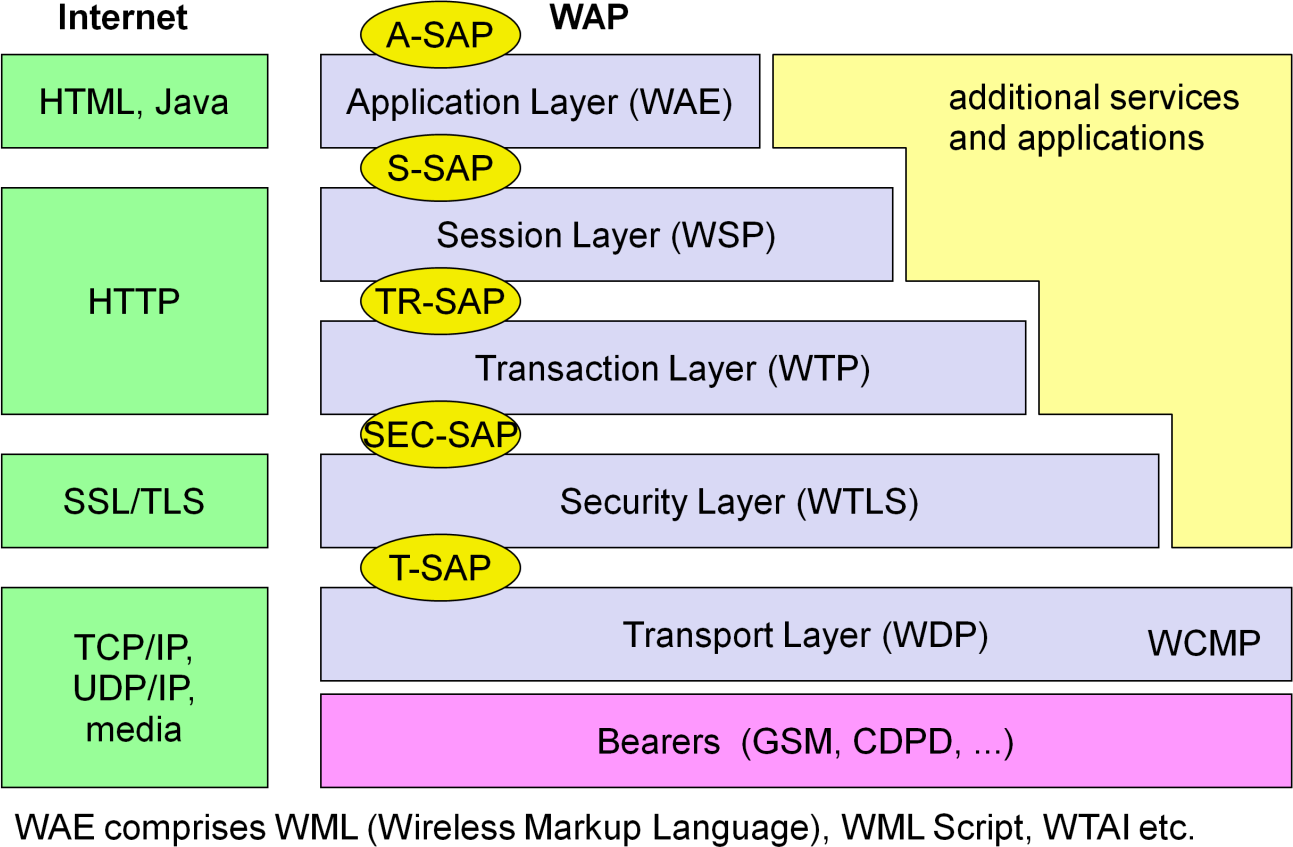 Internet
WAP
A-SAP
HTML, Java
Application Layer (WAE)
additional services
and applications
S-SAP
HTTP
Session Layer (WSP)
TR-SAP
Transaction Layer (WTP)
SEC-SAP
SSL/TLS
Security Layer (WTLS)
T-SAP
TCP/IP,
UDP/IP,
media
Transport Layer (WDP)
WCMP
Bearers (GSM, CDPD, ...)
WAE comprises WML (Wireless Markup Language), WML Script, WTAI etc.